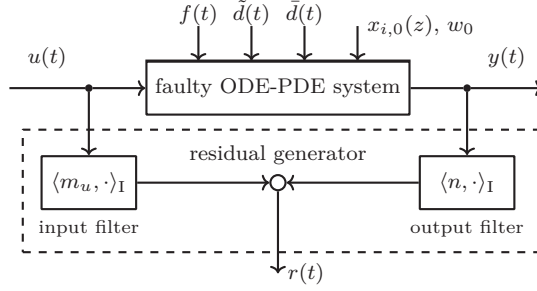 f(t) d̃(t) d̄(t) x_{i,0}(z), w_0
u(t) y(t)
faulty ODE-PDE system
residual generator
⟨m_u, ·⟩_I ⟨n, ·⟩_I
input filter output filter
r(t)